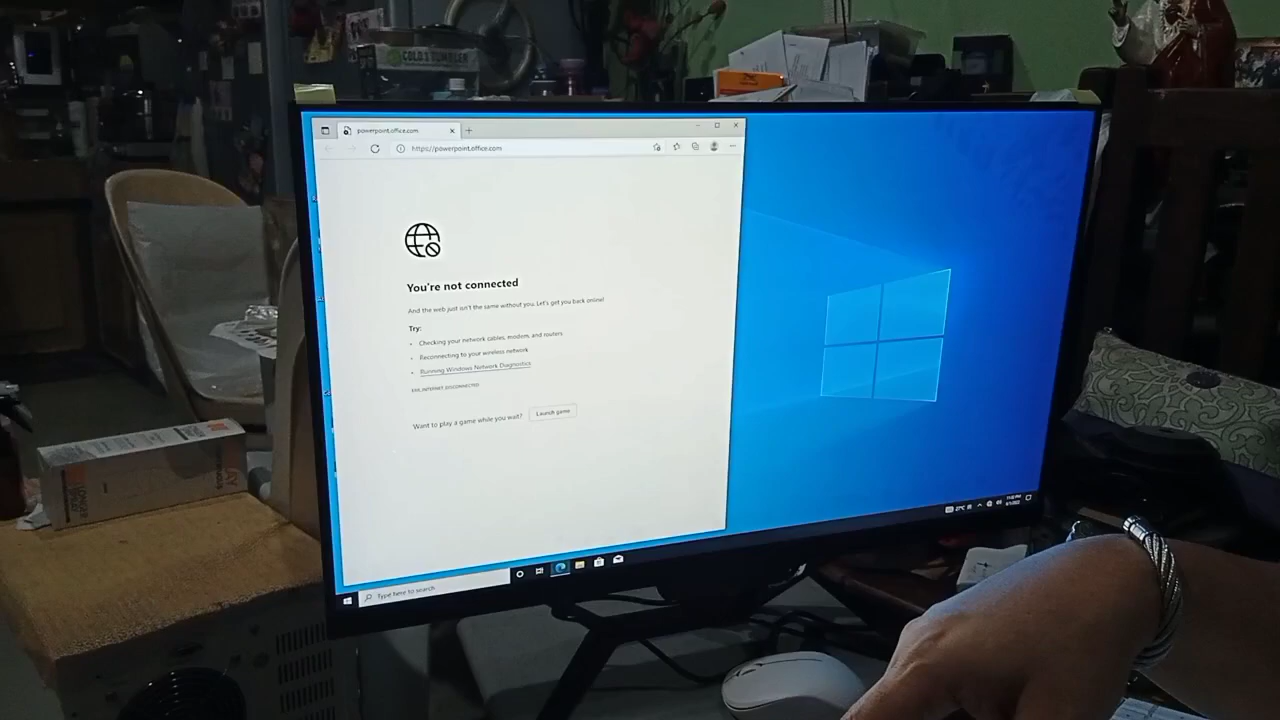 COLDSTUMBLER
powerpoint.office.com
https://powerpoint.office.com
You're not connected
And the web just isn't the same without you. Let's get you back online!
Try:
Checking your network cables, modem, and routers
Reconnecting to your wireless network
Running Windows Network Diagnostics
ERR_INTERNET_DISCONNECTED
Want to play a game while you wait?
Launch game
Type here to search